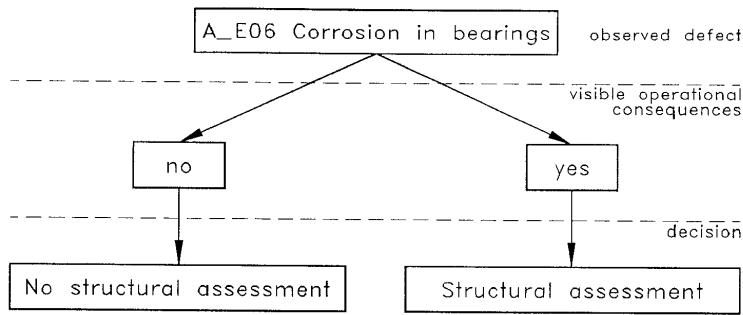 A_E06 Corrosion in bearings
observed defect
visible operational
consequences
no
yes
decision
No structural assessment
Structural assessment